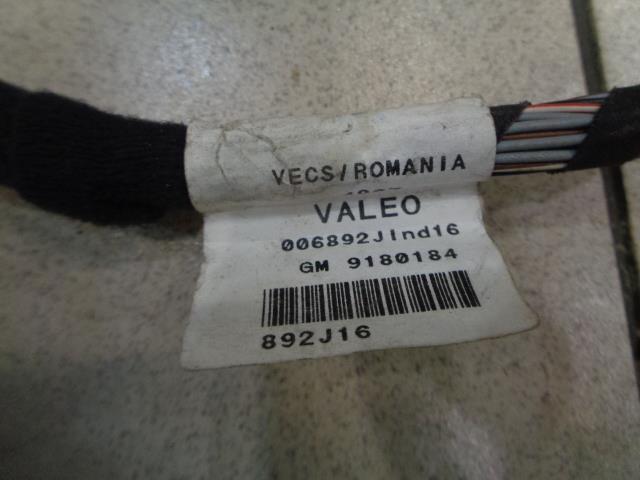 VECS/ROMANIA
VALEO
006892JInd16
GM 9180184
892J16